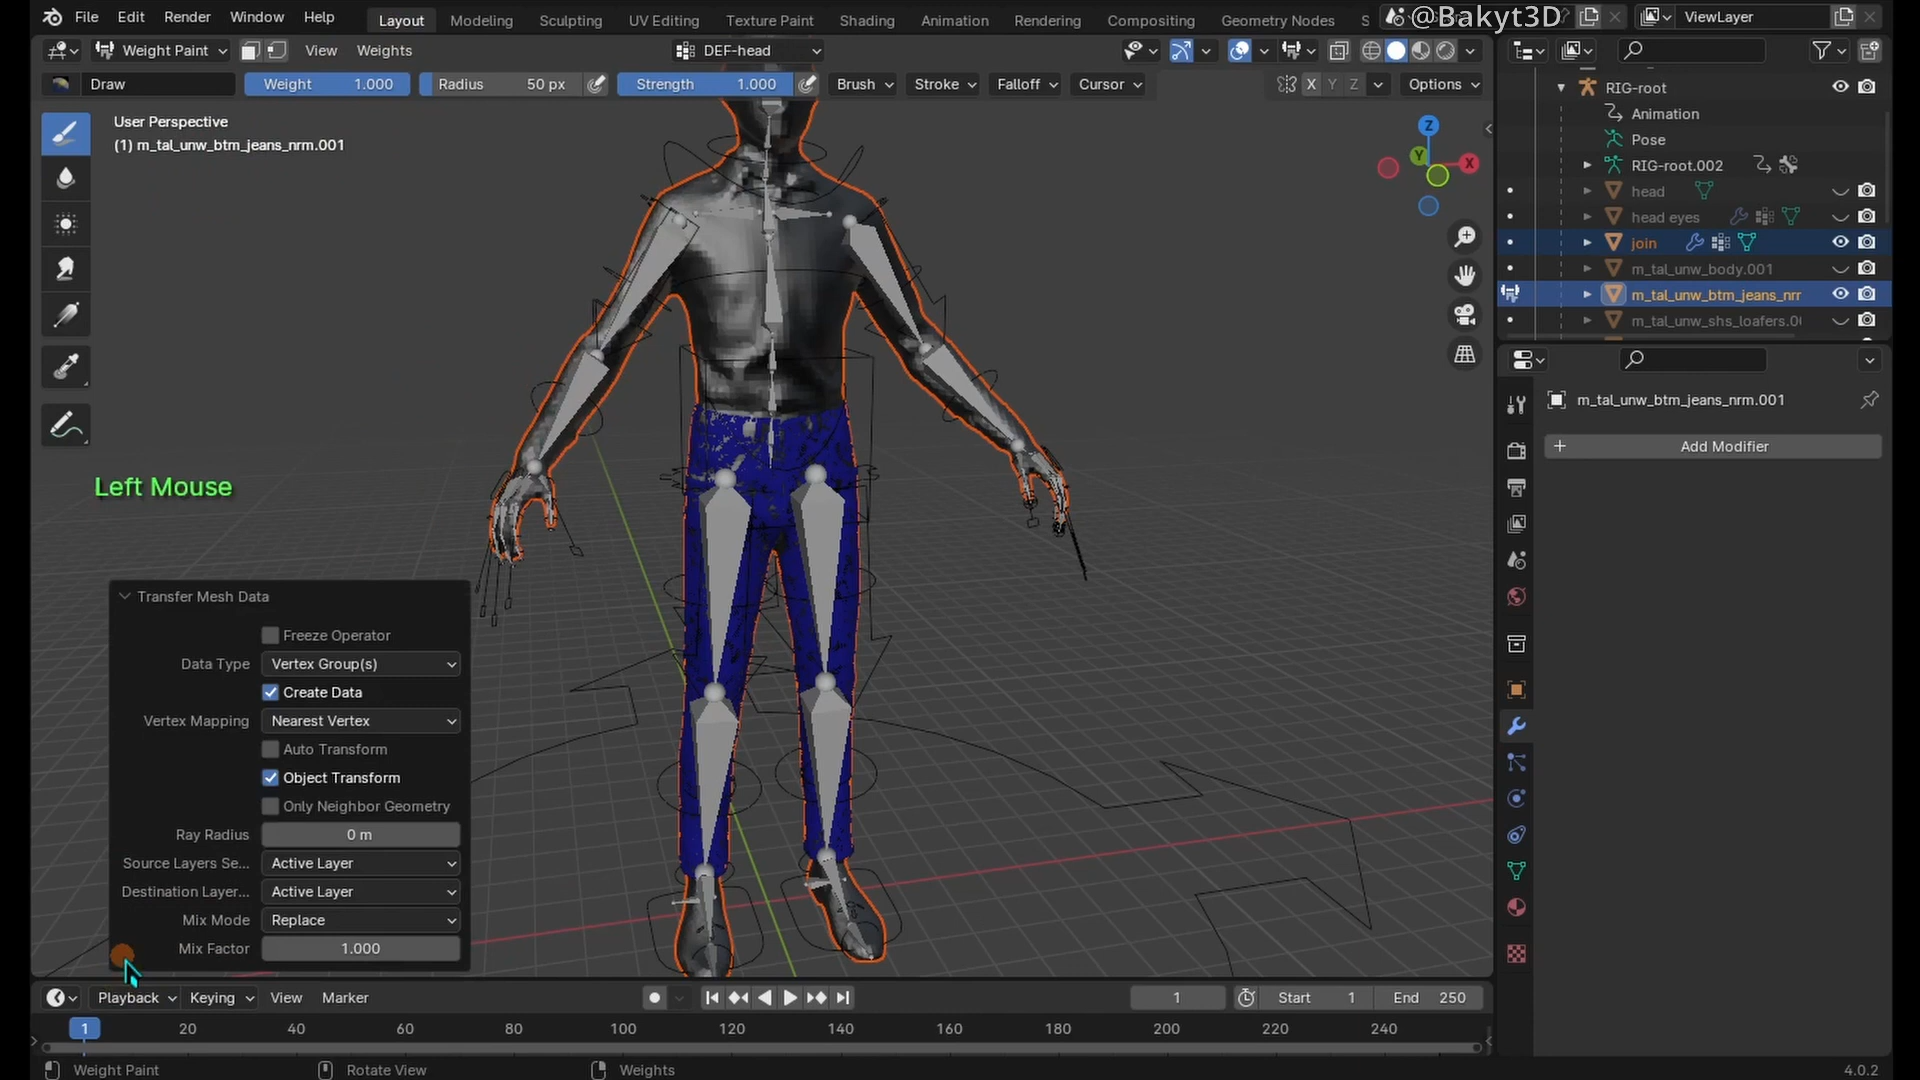 File Edit Render Window Help Layout Modeling Sculpting UV Editing Texture Paint Shading Animation Rendering Compositing Geometry Nodes S @Bakyt3D ViewLayer
Weight Paint View Weights DEF-head
Draw Weight 1.000 Radius 50 px Strength 1.000 Brush Stroke Falloff Cursor X Y Z Options
User Perspective
(1) m_tal_unw_btm_jeans_nrm.001
Z
Y
X
Left Mouse
Transfer Mesh Data
Freeze Operator
Data Type Vertex Group(s)
Create Data
Vertex Mapping Nearest Vertex
Auto Transform
Object Transform
Only Neighbor Geometry
Ray Radius 0 m
Source Layers Se... Active Layer
Destination Layer... Active Layer
Mix Mode Replace
Mix Factor 1.000
RIG-root
Animation
Pose
RIG-root.002
head
head eyes
join
m_tal_unw_body.001
m_tal_unw_btm_jeans_nrr
m_tal_unw_shs_loafers.0
m_tal_unw_btm_jeans_nrm.001
Add Modifier
Playback Keying View Marker 1 Start 1 End 250
1 20 40 60 80 100 120 140 160 180 200 220 240
Weight Paint Rotate View Weights 4.0.2